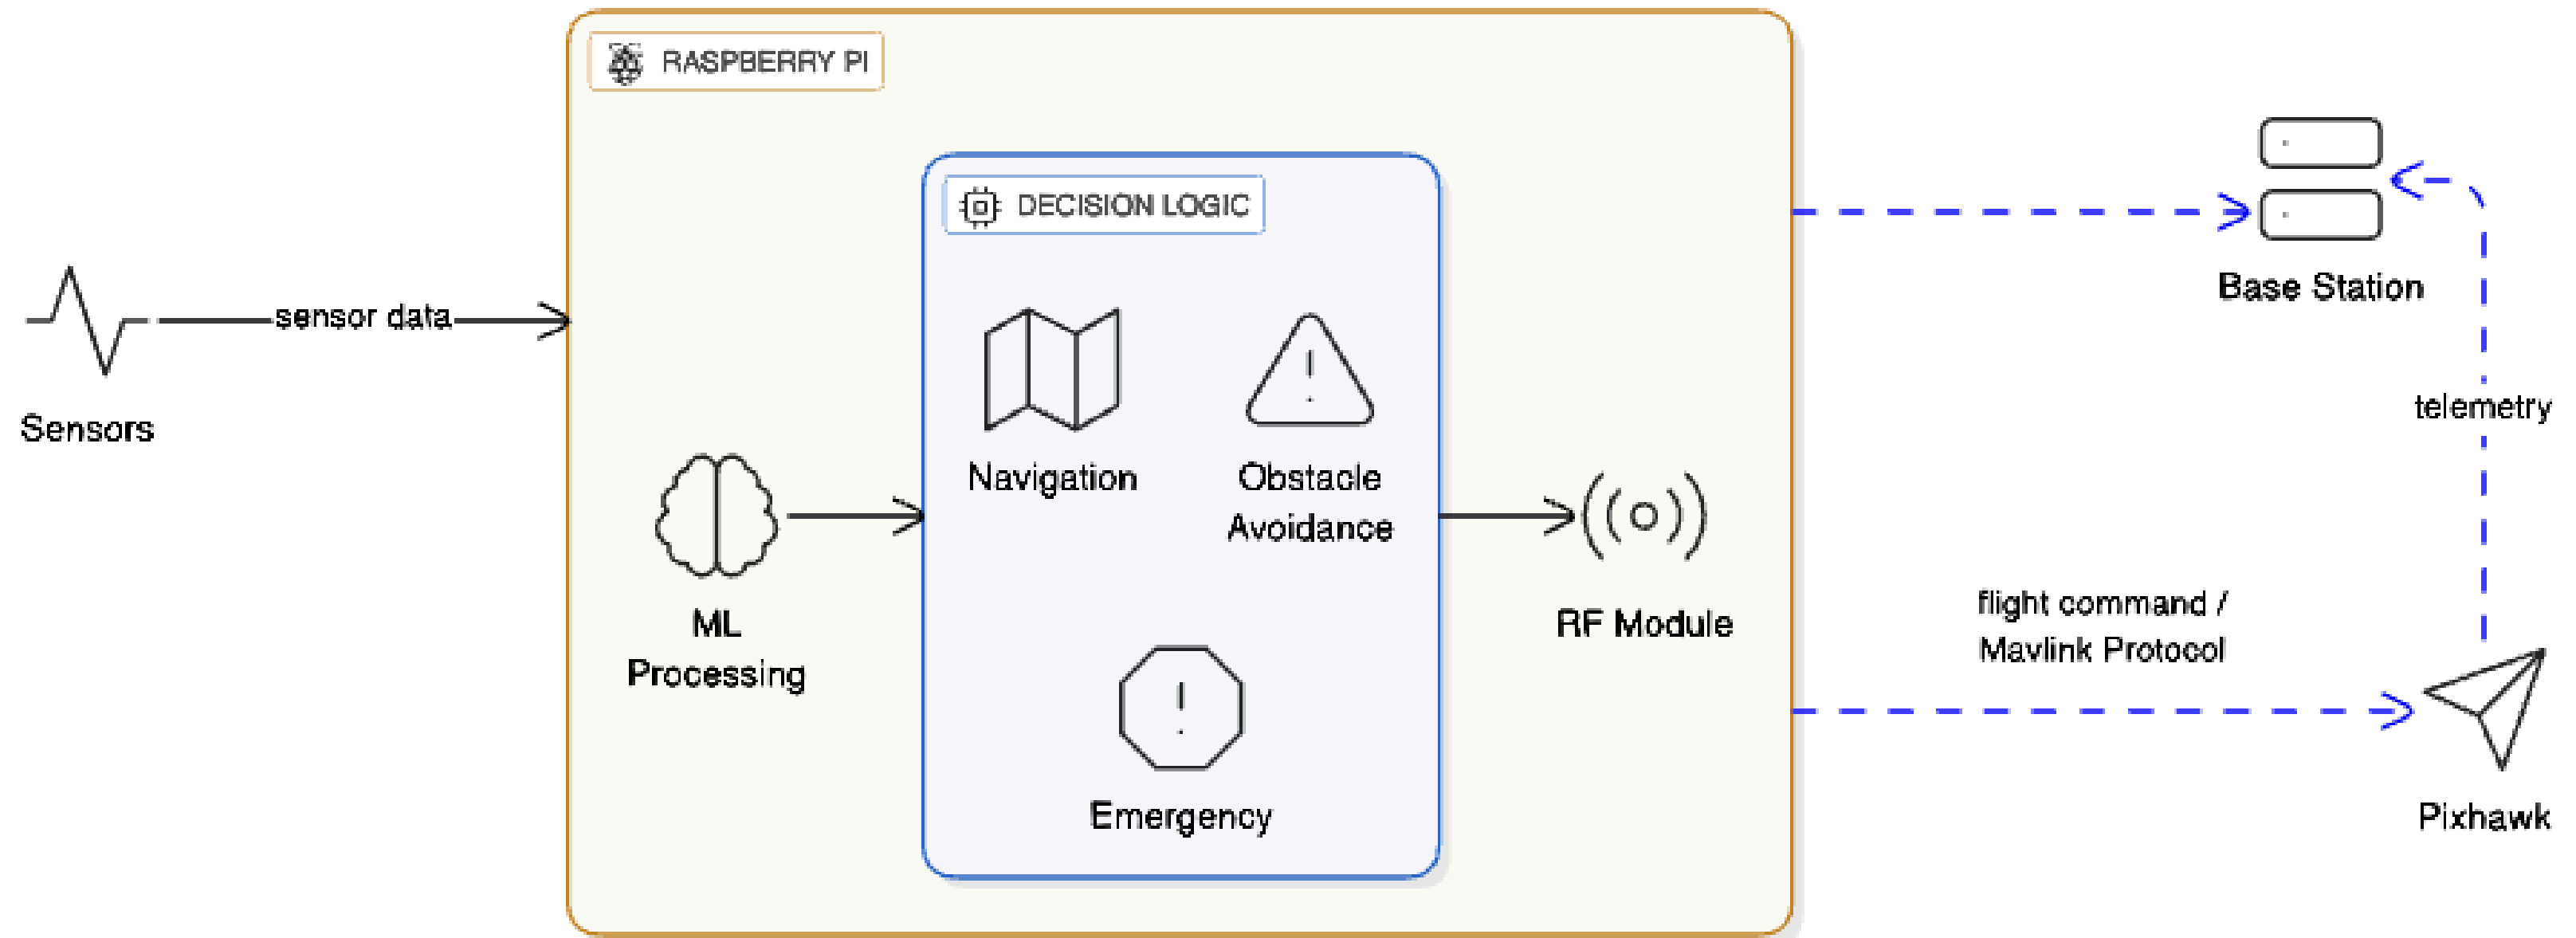 RASPBERRY PI
DECISION LOGIC
sensor data
Sensors
Navigation
Obstacle
Avoidance
ML
Processing
Emergency
RF Module
Base Station
telemetry
flight command /
Mavlink Protocol
Pixhawk